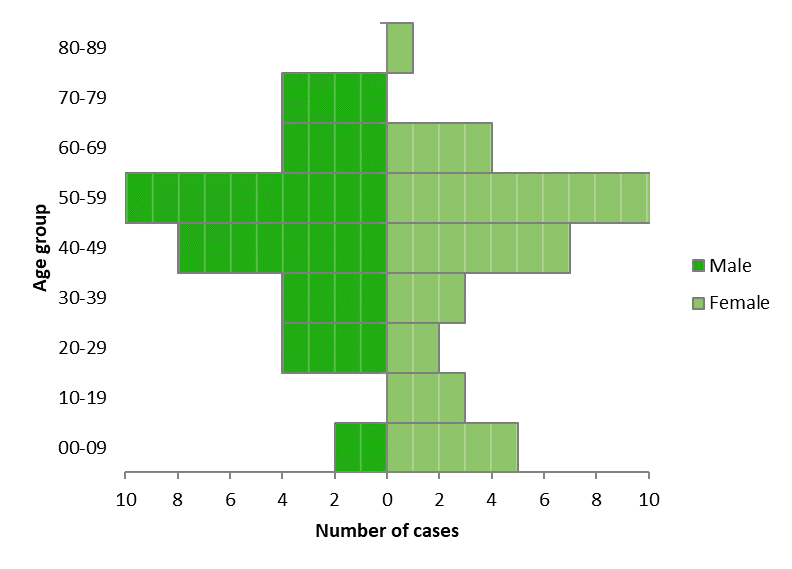 80-89
70-79
60-69
50-59
40-49
30-39
20-29
10-19
00-09
Age group
10 8 6 4 2 0 2 4 6 8 10
Number of cases
Male
Female